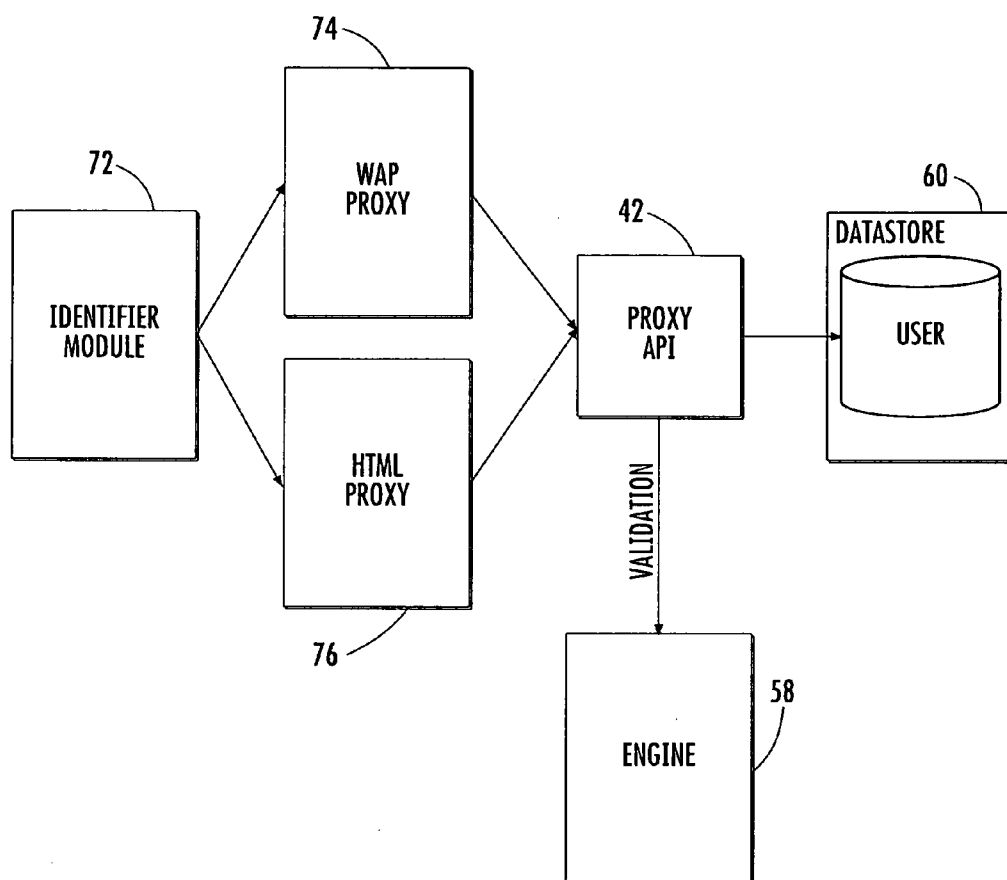 74
WAP
PROXY
72
IDENTIFIER
MODULE
42
PROXY
API
60
DATASTORE
USER
HTML
PROXY
76
VALIDATION
58
ENGINE